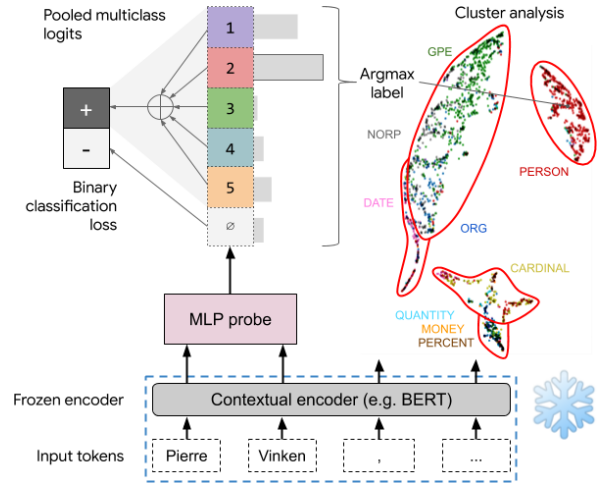 Pooled multiclass
logits
1
2
3
4
5
∅
+
-
Binary
classification
loss
Cluster analysis
Argmax
label
GPE
NORP
PERSON
DATE
ORG
CARDINAL
QUANTITY
MONEY
PERCENT
MLP probe
Frozen encoder
Contextual encoder (e.g. BERT)
Input tokens
Pierre
Vinken
,
...